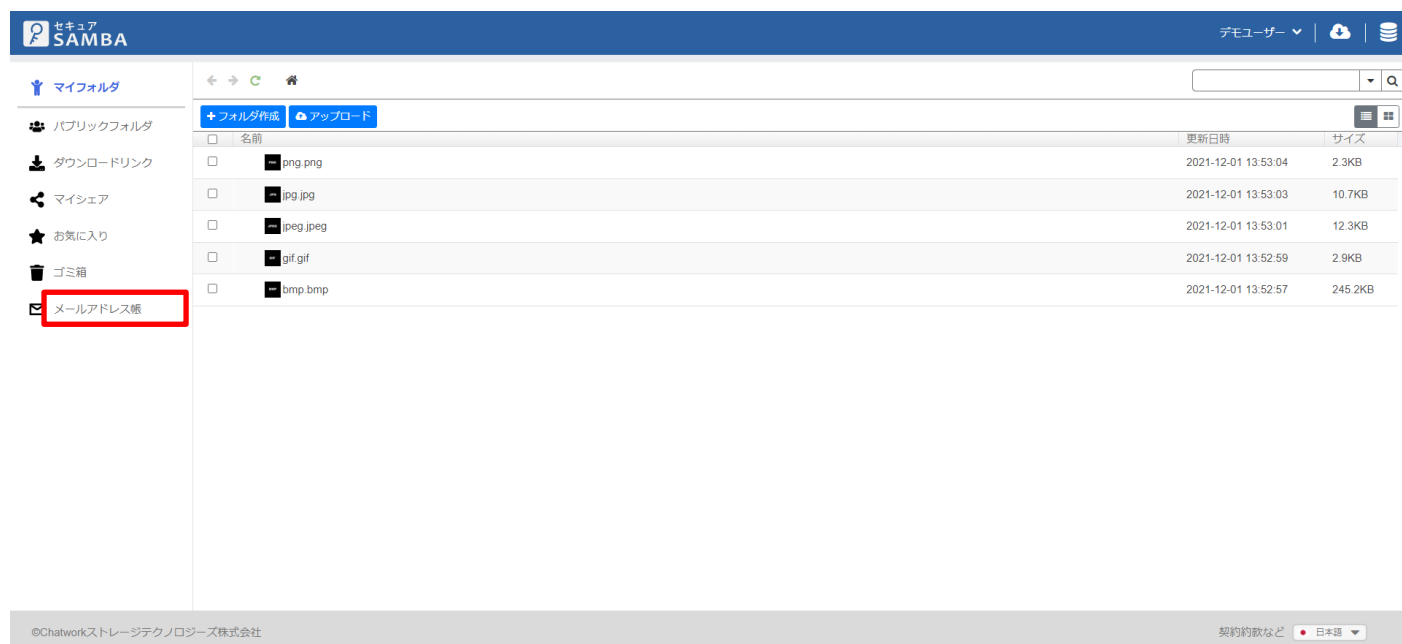 セキュア
SAMBA
デモユーザー
マイフォルダ
パブリックフォルダ
ダウンロードリンク
マイシェア
お気に入り
ゴミ箱
メールアドレス帳
+フォルダ作成 アップロード
名前 更新日時 サイズ
png.png 2021-12-01 13:53:04 2.3KB
jpg.jpg 2021-12-01 13:53:03 10.7KB
jpeg.jpeg 2021-12-01 13:53:01 12.3KB
gif.gif 2021-12-01 13:52:59 2.9KB
bmp.bmp 2021-12-01 13:52:57 245.2KB
©Chatworkストレージテクノロジーズ株式会社 契約約款など 日本語